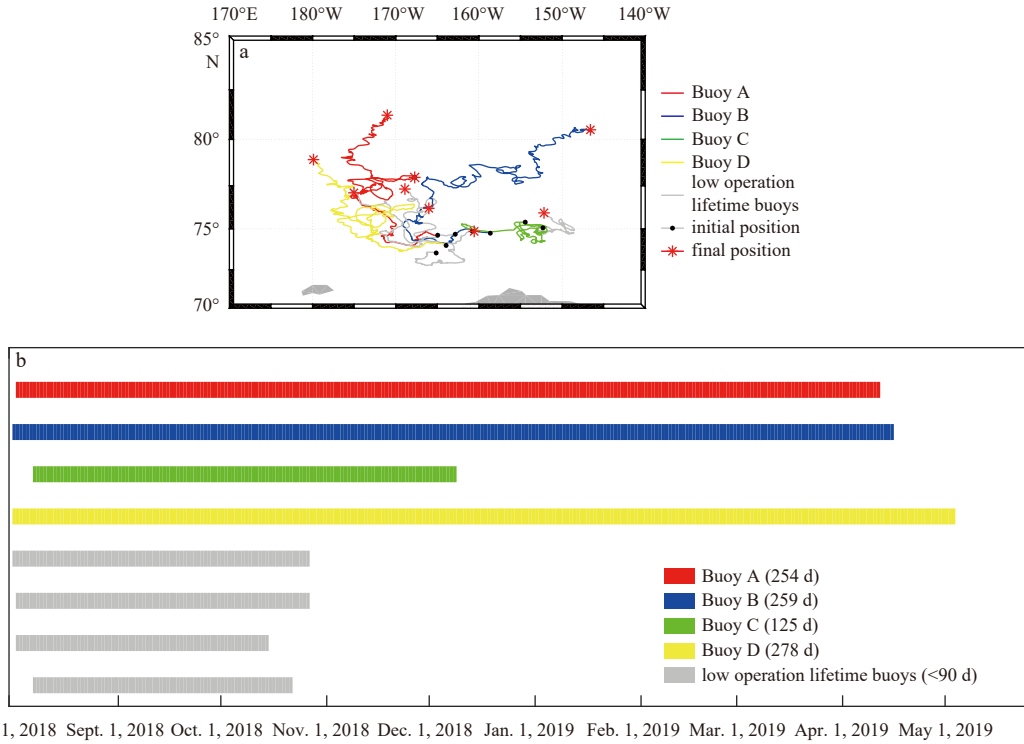 170°E 180°W 170°W 160°W 150°W 140°W
85°
N
a
80°
75°
70°
Buoy A
Buoy B
Buoy C
Buoy D
low operation
lifetime buoys
initial position
final position
b
Buoy A (254 d)
Buoy B (259 d)
Buoy C (125 d)
Buoy D (278 d)
low operation lifetime buoys (<90 d)
1, 2018 Sept. 1, 2018 Oct. 1, 2018 Nov. 1, 2018 Dec. 1, 2018 Jan. 1, 2019 Feb. 1, 2019 Mar. 1, 2019 Apr. 1, 2019 May 1, 2019